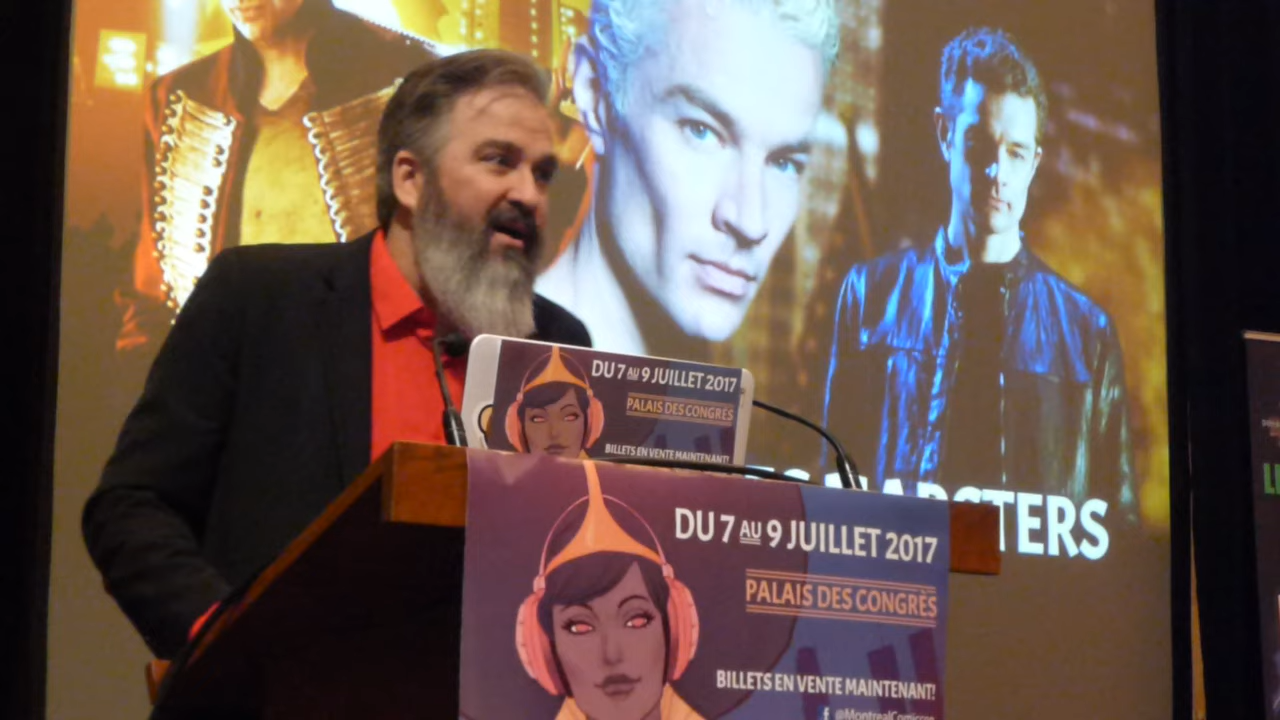 DU 7 AU 9 JUILLET 2017
PALAIS DES CONGRÈS
BILLETS EN VENTE MAINTENANT!
DU 7 AU 9 JUILLET 2017
PALAIS DES CONGRÈS
BILLETS EN VENTE MAINTENANT!
f @MontrealComiccon